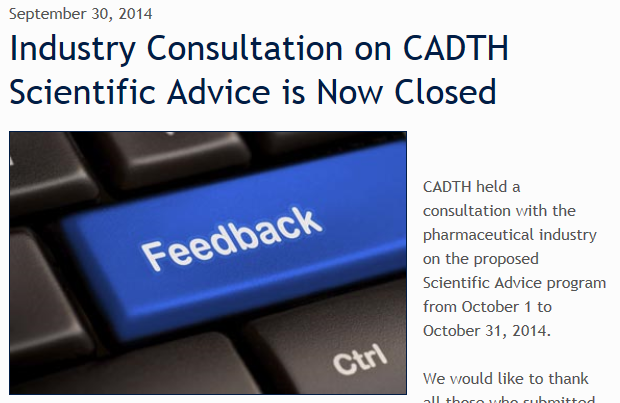 September 30, 2014
Industry Consultation on CADTH
Scientific Advice is Now Closed
Feedback
Ctrl
CADTH held a
consultation with the
pharmaceutical industry
on the proposed
Scientific Advice program
from October 1 to
October 31, 2014.
We would like to thank
all those who submitted